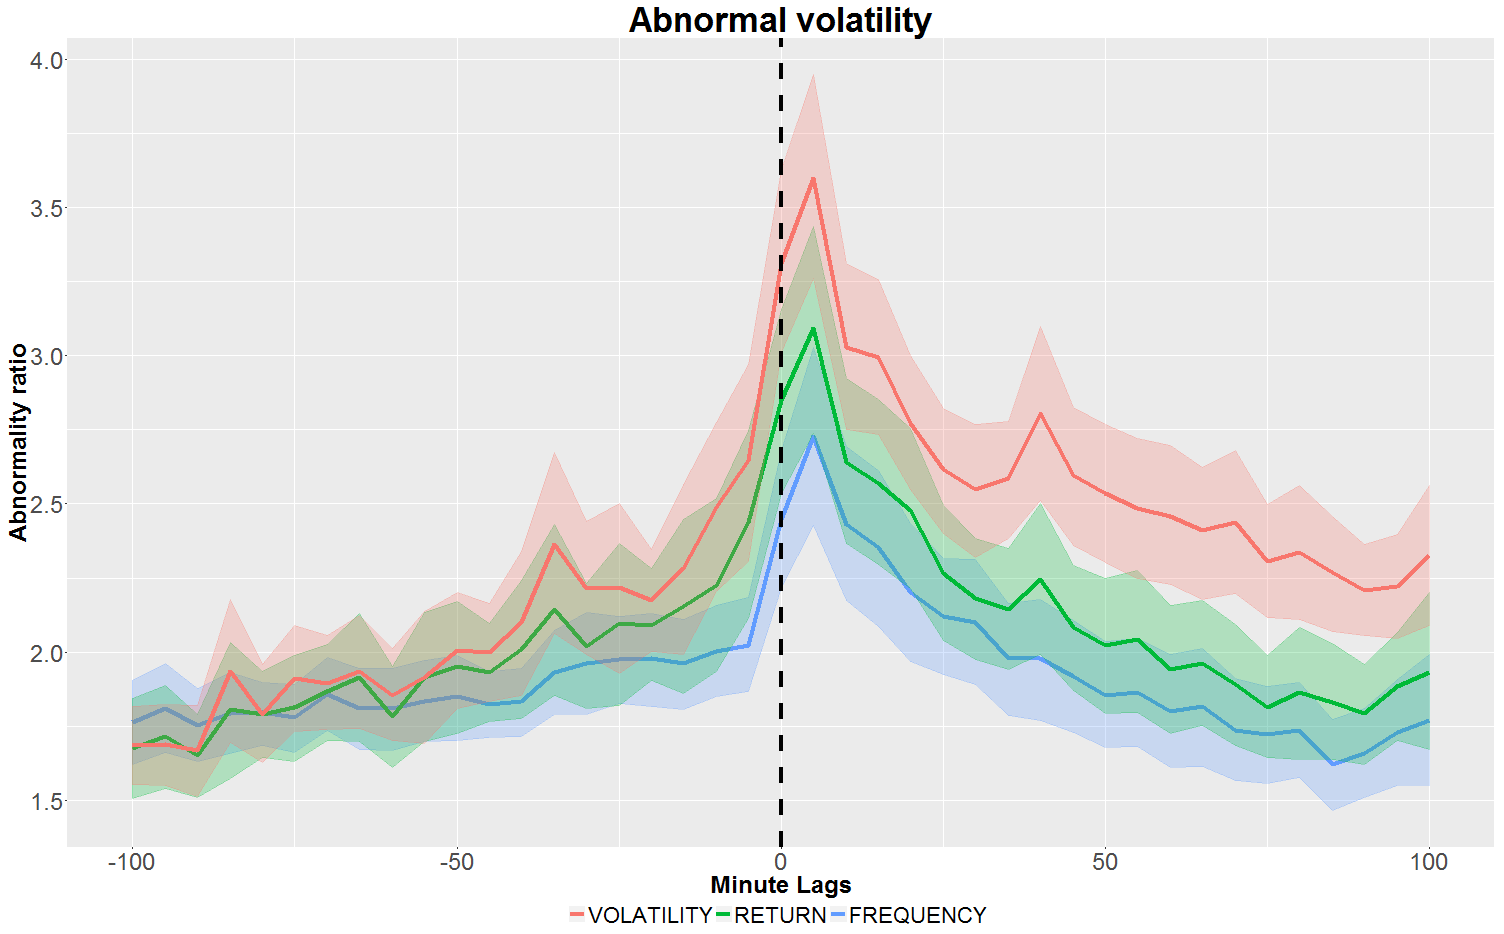 Abnormal volatility
Abnormality ratio
4.0
3.5
3.0
2.5
2.0
1.5
-100 -50 0 50 100
Minute Lags
VOLATILITY RETURN FREQUENCY